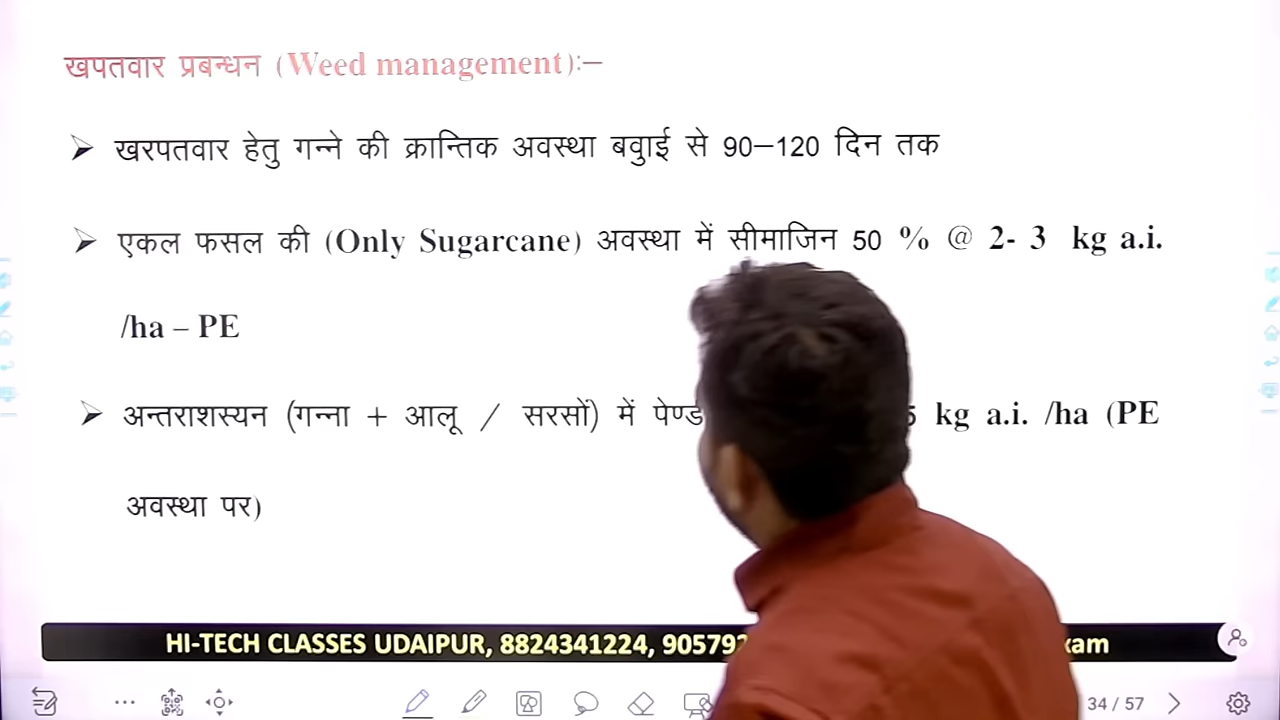 खपतवार प्रबन्धन (Weed management):–
➢ खरपतवार हेतु गन्ने की क्रान्तिक अवस्था बवुाई से 90–120 दिन तक
➢ एकल फसल की (Only Sugarcane) अवस्था में सीमाजिन 50 % @ 2- 3 kg a.i.
/ha – PE
➢ अन्तराशस्यन (गन्ना + आलू / सरसों) में kg a.i. /ha (PE
अवस्था पर)
HI-TECH CLASSES UDAIPUR, 8824341224,
34 / 57